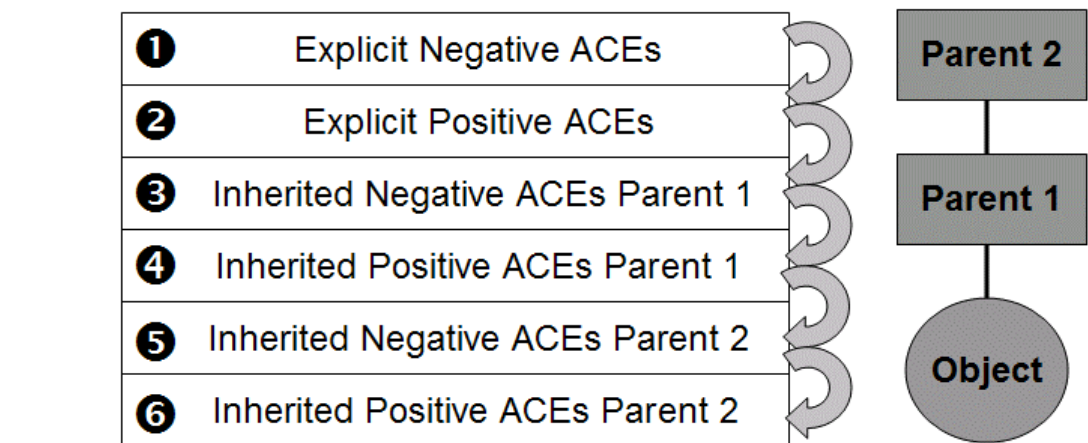 ❶ Explicit Negative ACEs
❷ Explicit Positive ACEs
❸ Inherited Negative ACEs Parent 1
❹ Inherited Positive ACEs Parent 1
❺ Inherited Negative ACEs Parent 2
❻ Inherited Positive ACEs Parent 2
Parent 2
Parent 1
Object